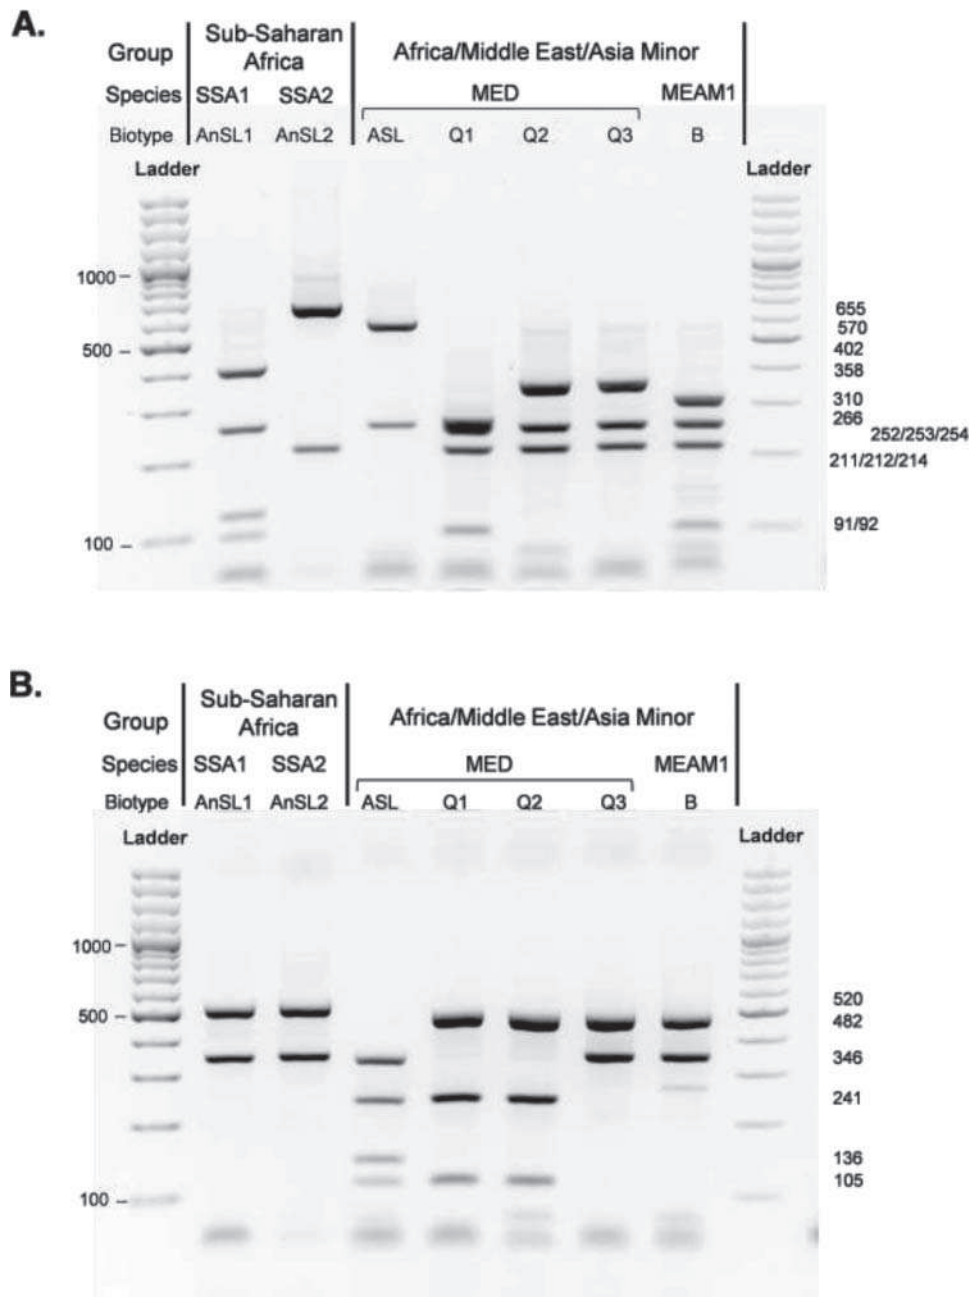 A.
Group
Sub-Saharan
Africa
Africa/Middle East/Asia Minor
Species SSA1 SSA2 MED MEAM1
Biotype AnSL1 AnSL2 ASL Q1 Q2 Q3 B
Ladder Ladder
1000
500
100
655
570
402
358
310
266
252/253/254
211/212/214
91/92
B.
Group
Sub-Saharan
Africa
Africa/Middle East/Asia Minor
Species SSA1 SSA2 MED MEAM1
Biotype AnSL1 AnSL2 ASL Q1 Q2 Q3 B
Ladder Ladder
1000
500
100
520
482
346
241
136
105